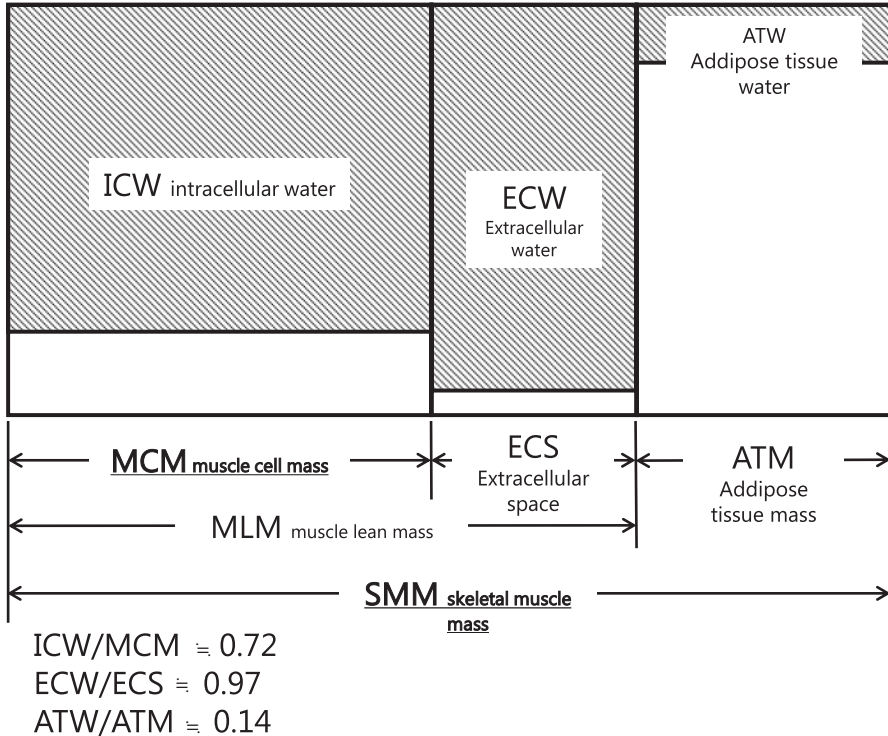 ATW
Addipose tissue
water
ICW intracellular water
ECW
Extracellular
water
MCM muscle cell mass
ECS
Extracellular
space
ATM
Addipose
tissue mass
MLM muscle lean mass
SMM skeletal muscle
mass
ICW/MCM ≒ 0.72
ECW/ECS ≒ 0.97
ATW/ATM ≒ 0.14